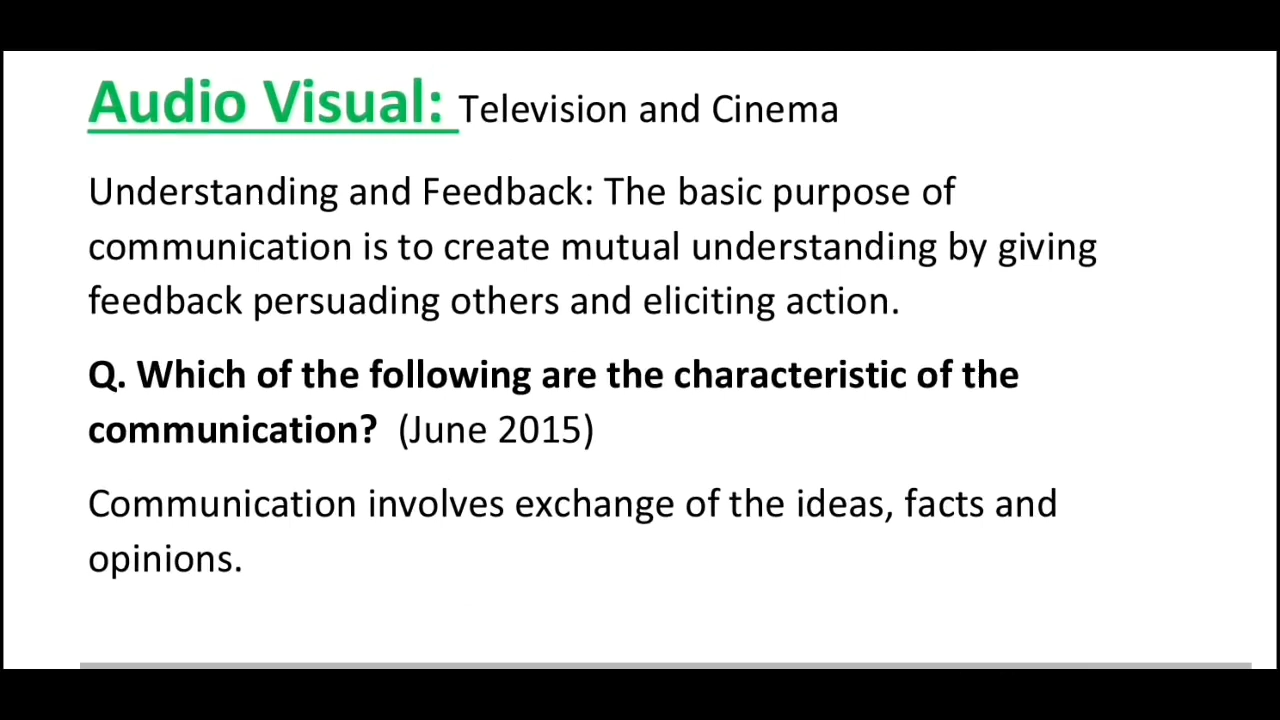 Audio Visual: Television and Cinema
Understanding and Feedback: The basic purpose of
communication is to create mutual understanding by giving
feedback persuading others and eliciting action.
Q. Which of the following are the characteristic of the
communication? (June 2015)
Communication involves exchange of the ideas, facts and
opinions.